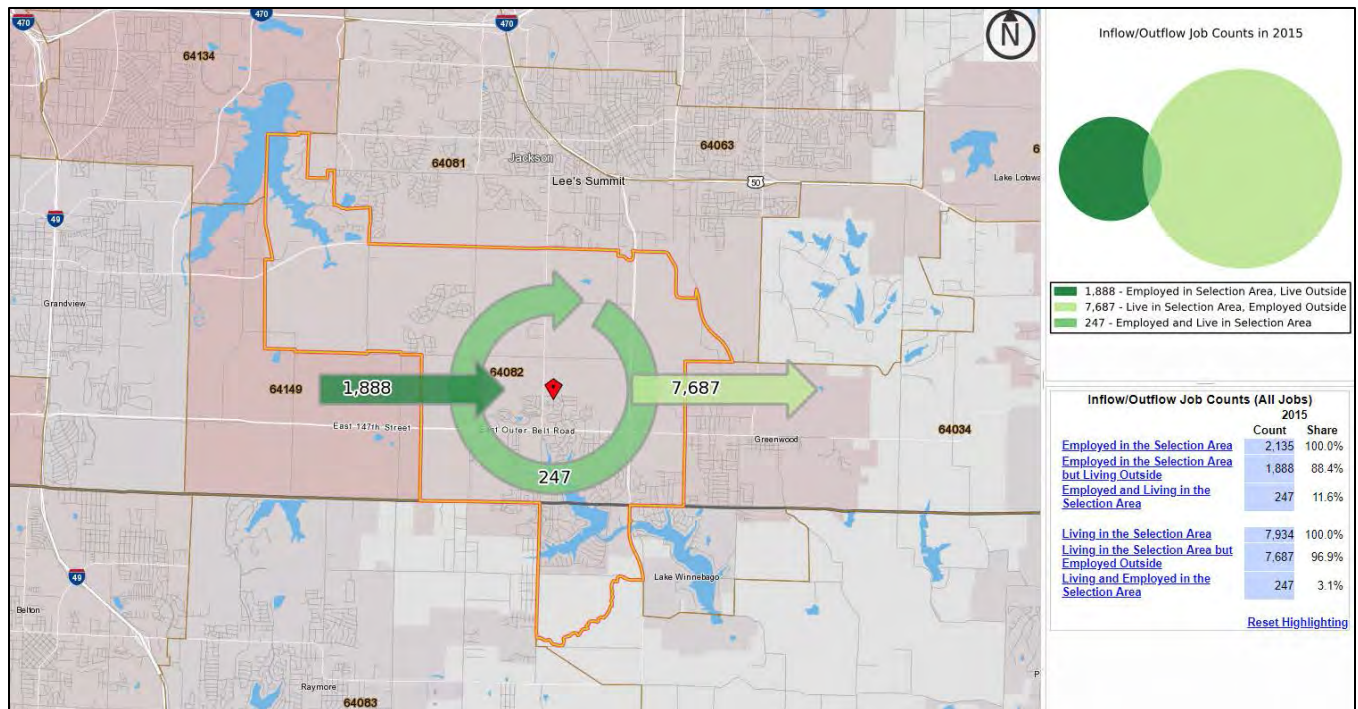 470
470
470
N
64134
64081
Jackson
64063
Lee's Summit
50
Lake Lotawa
49
Grandview
64082
64149
1,888
7,687
East 147th Street
East Outer Belt Road
Greenwood
64034
247
Lake Winnebago
49
Belton
Raymore
64083
Inflow/Outflow Job Counts in 2015
1,888 - Employed in Selection Area, Live Outside
7,687 - Live in Selection Area, Employed Outside
247 - Employed and Live in Selection Area
Inflow/Outflow Job Counts (All Jobs)
2015
Count Share
Employed in the Selection Area 2,135 100.0%
Employed in the Selection Area
but Living Outside 1,888 88.4%
Employed and Living in the
Selection Area 247 11.6%
Living in the Selection Area 7,934 100.0%
Living in the Selection Area but
Employed Outside 7,687 96.9%
Living and Employed in the
Selection Area 247 3.1%
Reset Highlighting